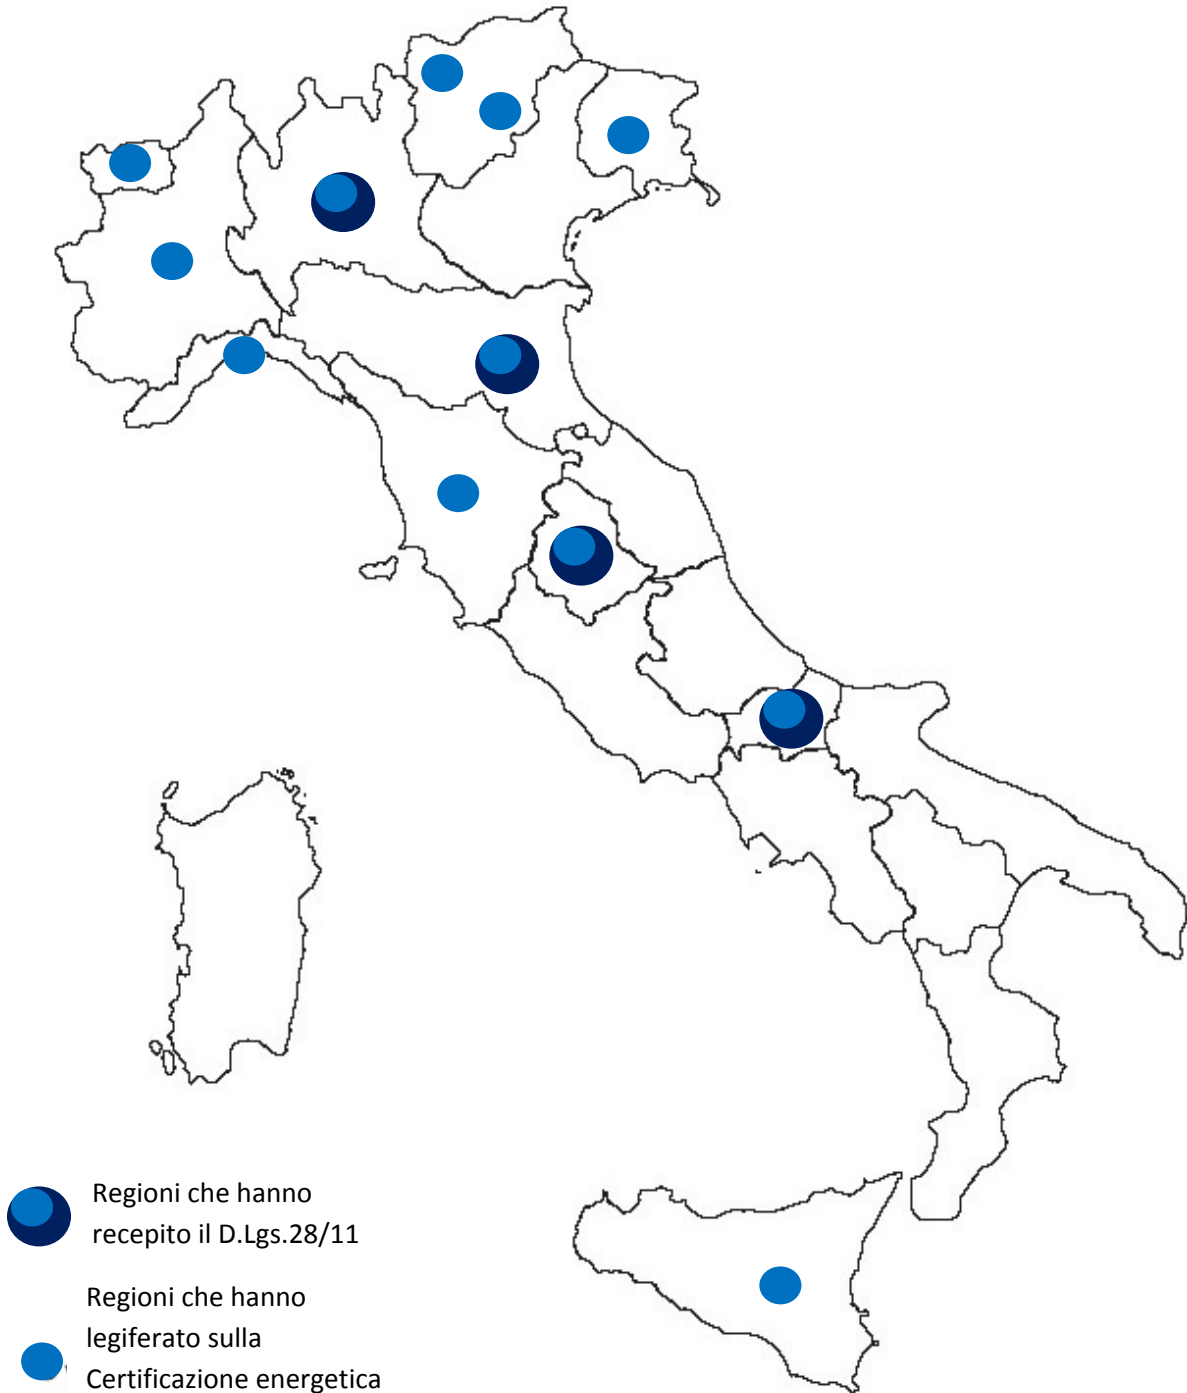 Regioni che hanno
recepito il D.Lgs.28/11
Regioni che hanno
legiferato sulla
Certificazione energetica